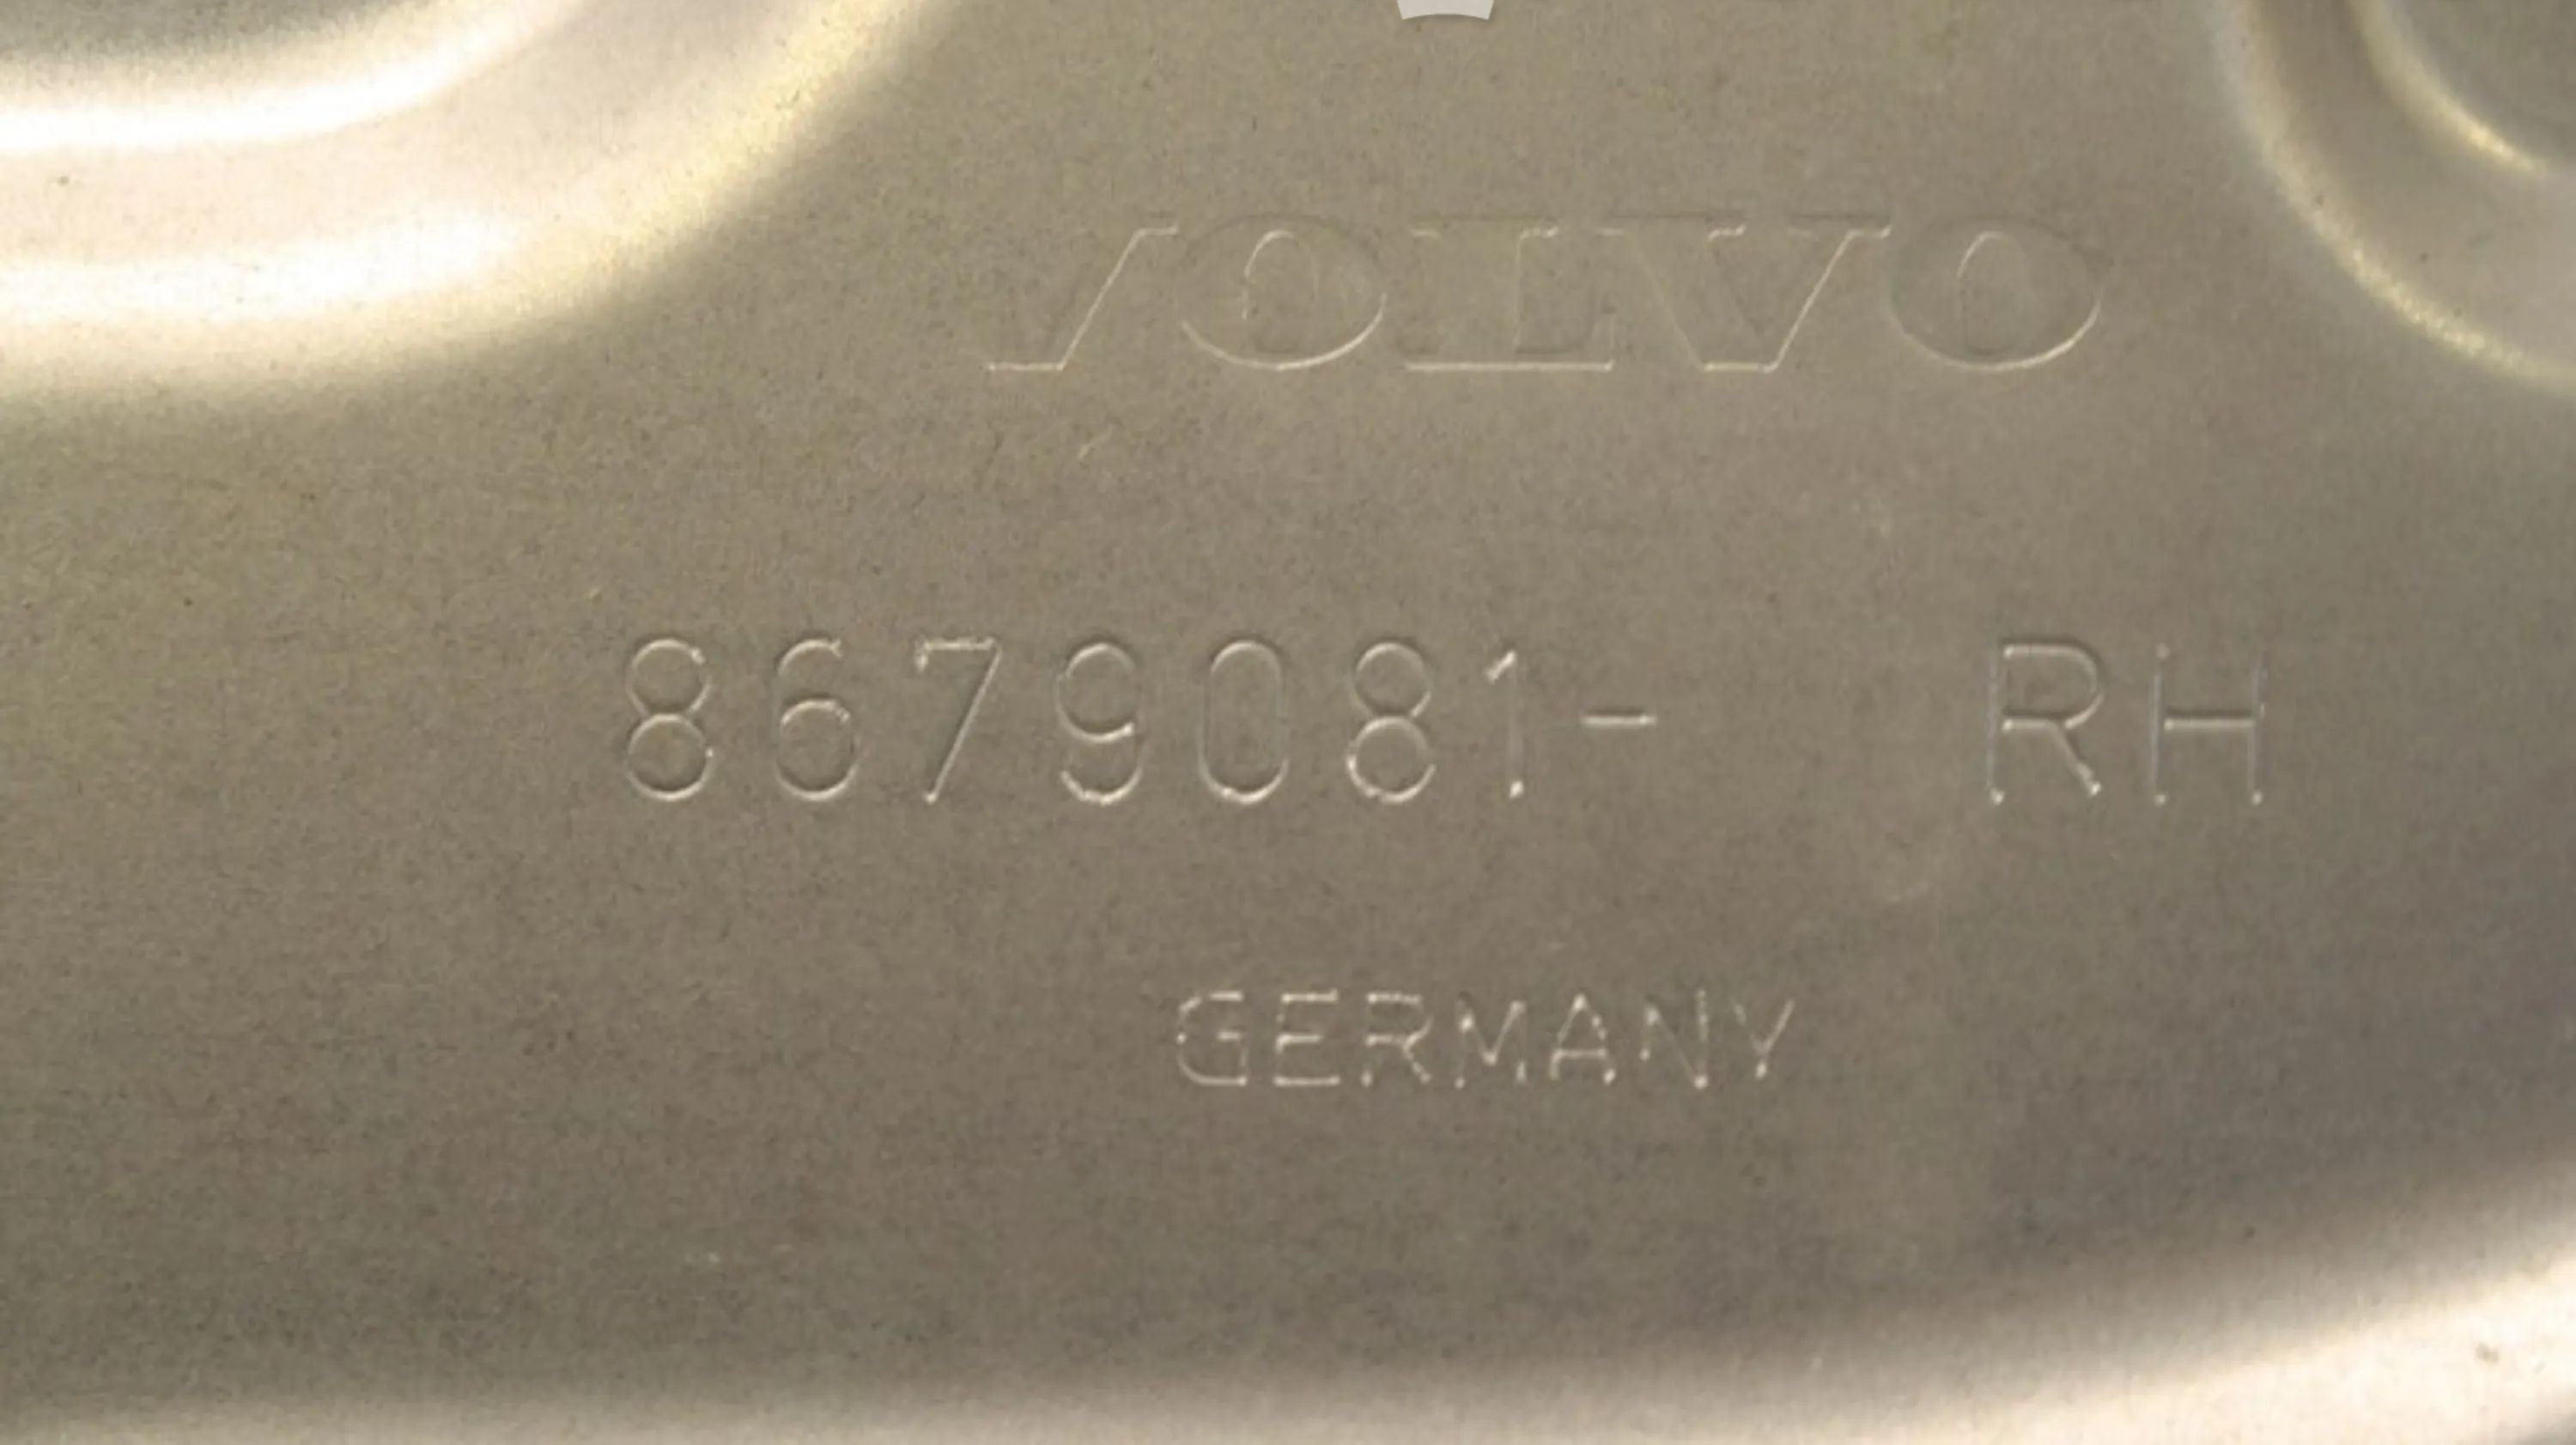 VOLVO
8679081- RH
GERMANY